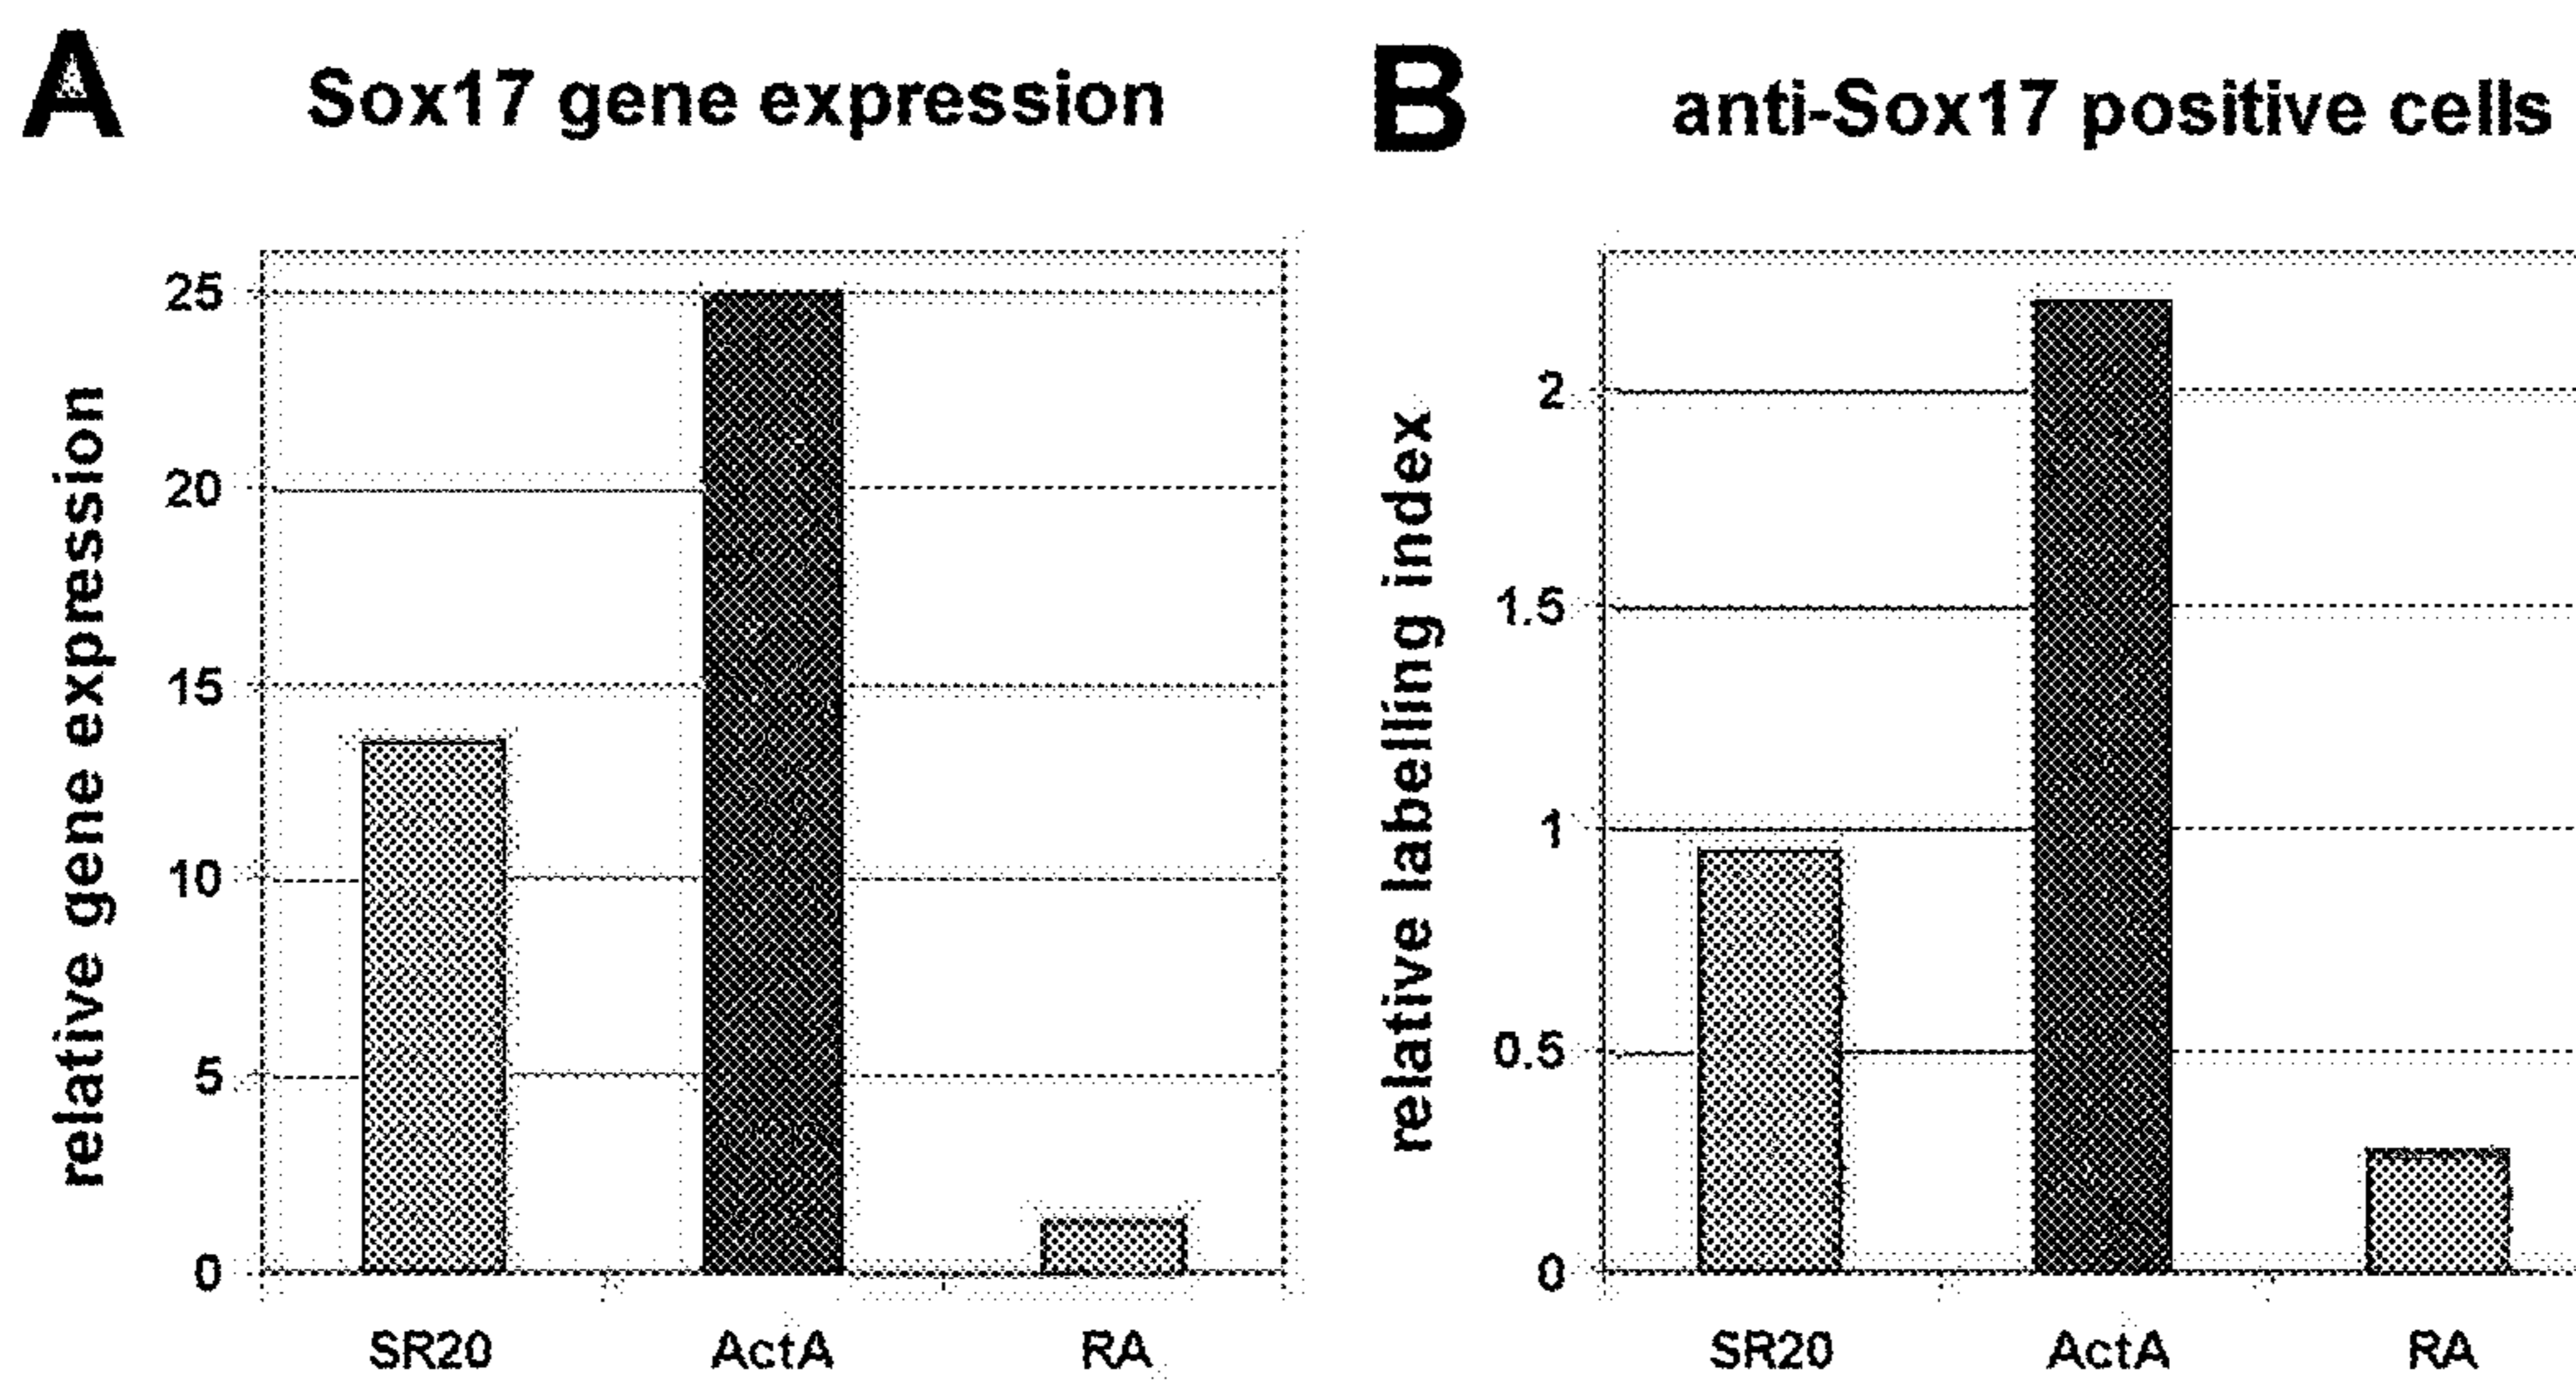 A
Sox17 gene expression
relative gene expression
25
20
15
10
5
0
SR20
ActA
RA
B
anti-Sox17 positive cells
relative labelling index
2
1.5
1
0.5
0
SR20
ActA
RA